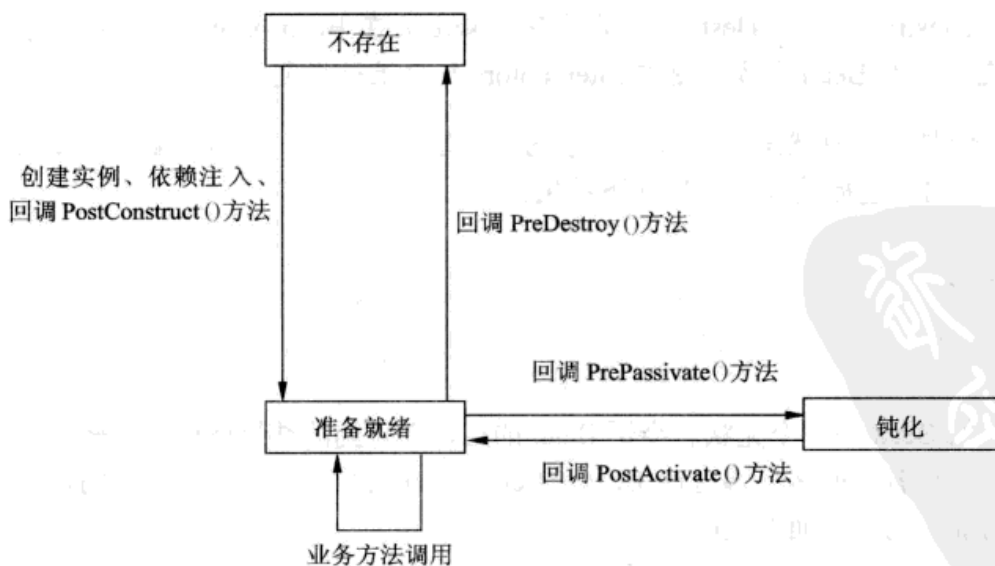 不存在
创建实例、依赖注入、
回调 PostConstruct()方法
回调 PreDestroy()方法
回调 PrePassivate()方法
准备就绪
钝化
回调 PostActivate()方法
业务方法调用